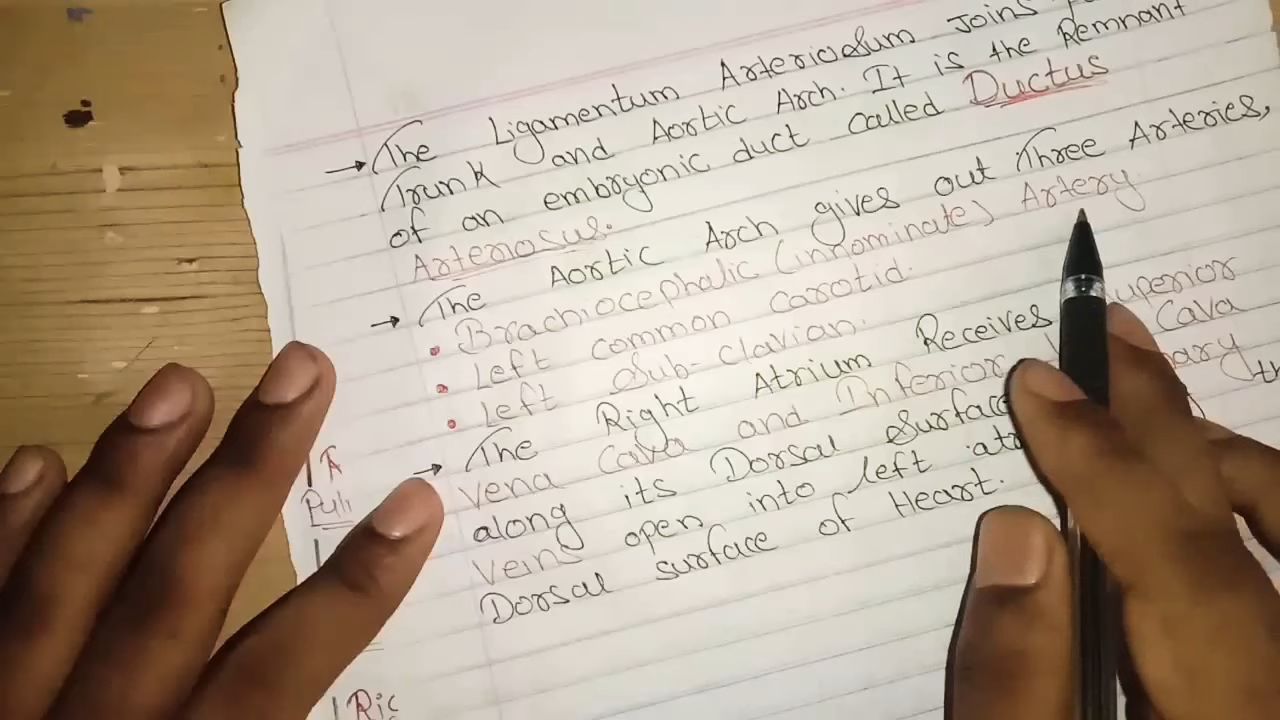 → The Ligamentum Arteriosum Joins
Trunk and Aortic Arch. It is the Remnant
of an embryonic duct called Ductus
Arteriosus.
→ The Aortic Arch gives out Three Arteries,
• Brachiocephalic (innominate) Artery.
• Left common carotid.
• Left Sub-clavian.
→ The Right Atrium Receives Superior
vena Cava and Inferior Cava
along its Dorsal Surface
veins open into left
Dorsal surface of Heart.